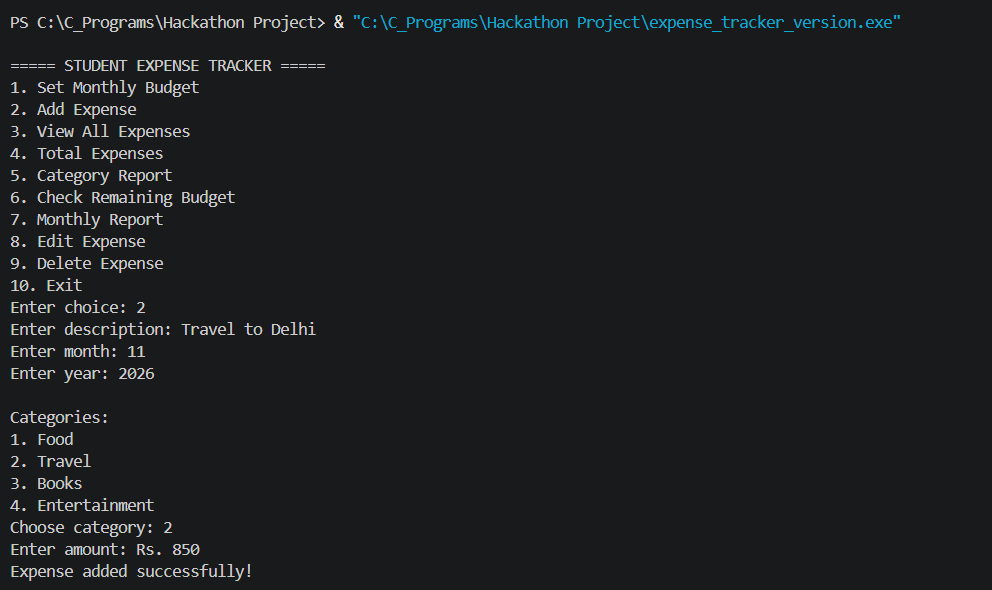 PS C:\C_Programs\Hackathon Project> & "C:\C_Programs\Hackathon Project\expense_tracker_version.exe"
===== STUDENT EXPENSE TRACKER =====
1. Set Monthly Budget
2. Add Expense
3. View All Expenses
4. Total Expenses
5. Category Report
6. Check Remaining Budget
7. Monthly Report
8. Edit Expense
9. Delete Expense
10. Exit
Enter choice: 2
Enter description: Travel to Delhi
Enter month: 11
Enter year: 2026
Categories:
1. Food
2. Travel
3. Books
4. Entertainment
Choose category: 2
Enter amount: Rs. 850
Expense added successfully!